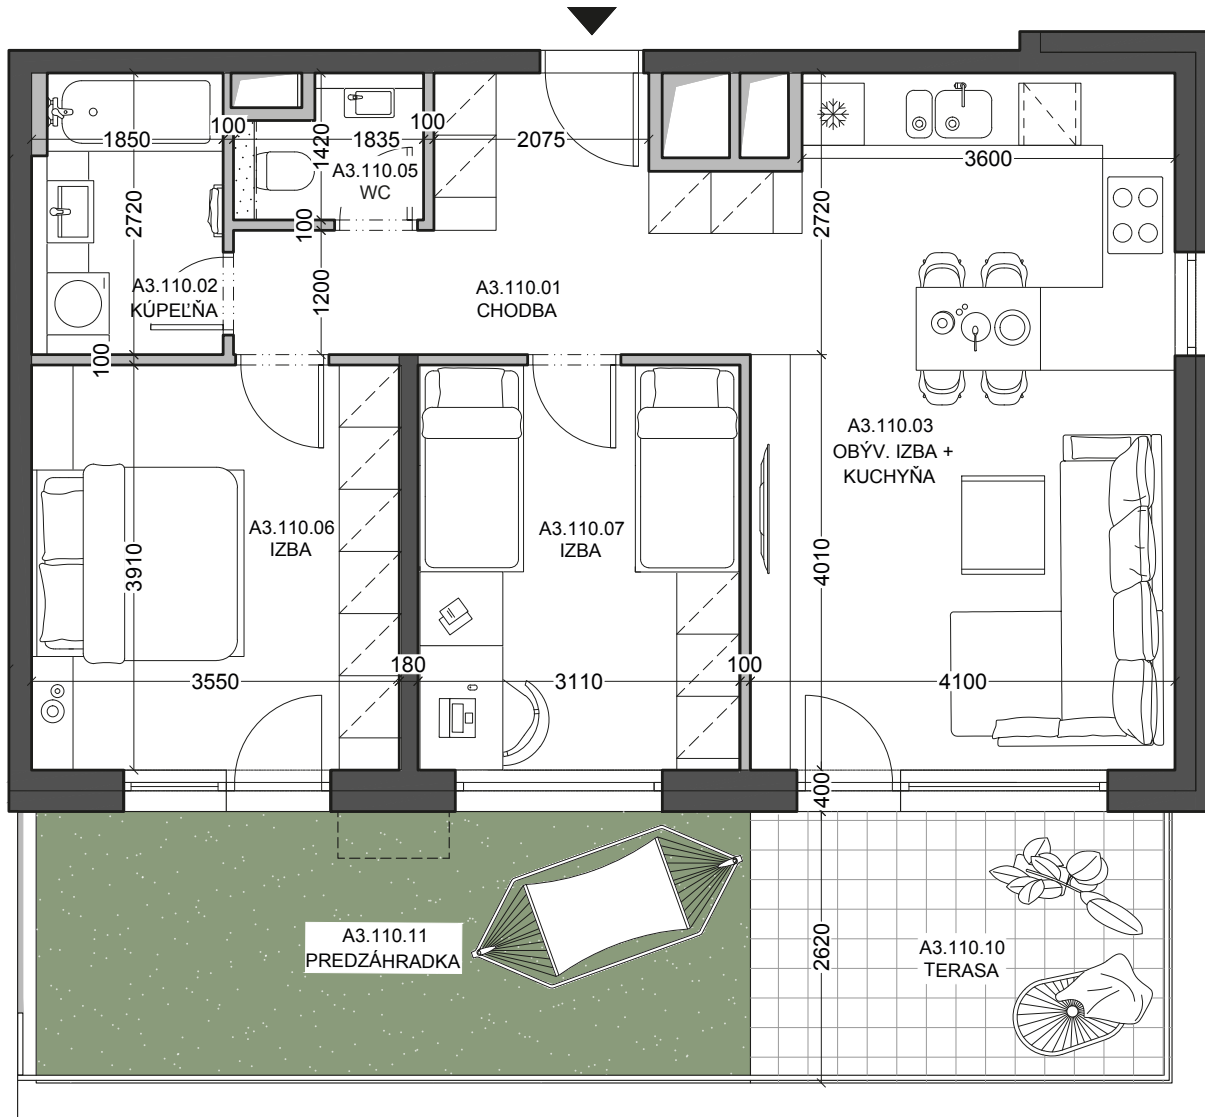 1850
100
1835
100
2075
3600
1420
A3.110.05
WC
2720
100
2720
A3.110.02
KÚPEĽŇA
1200
A3.110.01
CHODBA
100
A3.110.03
OBÝV. IZBA +
KUCHYŇA
A3.110.06
IZBA
A3.110.07
IZBA
3910
4010
3550
180
3110
100
4100
400
A3.110.11
PREDZÁHRADKA
2620
A3.110.10
TERASA